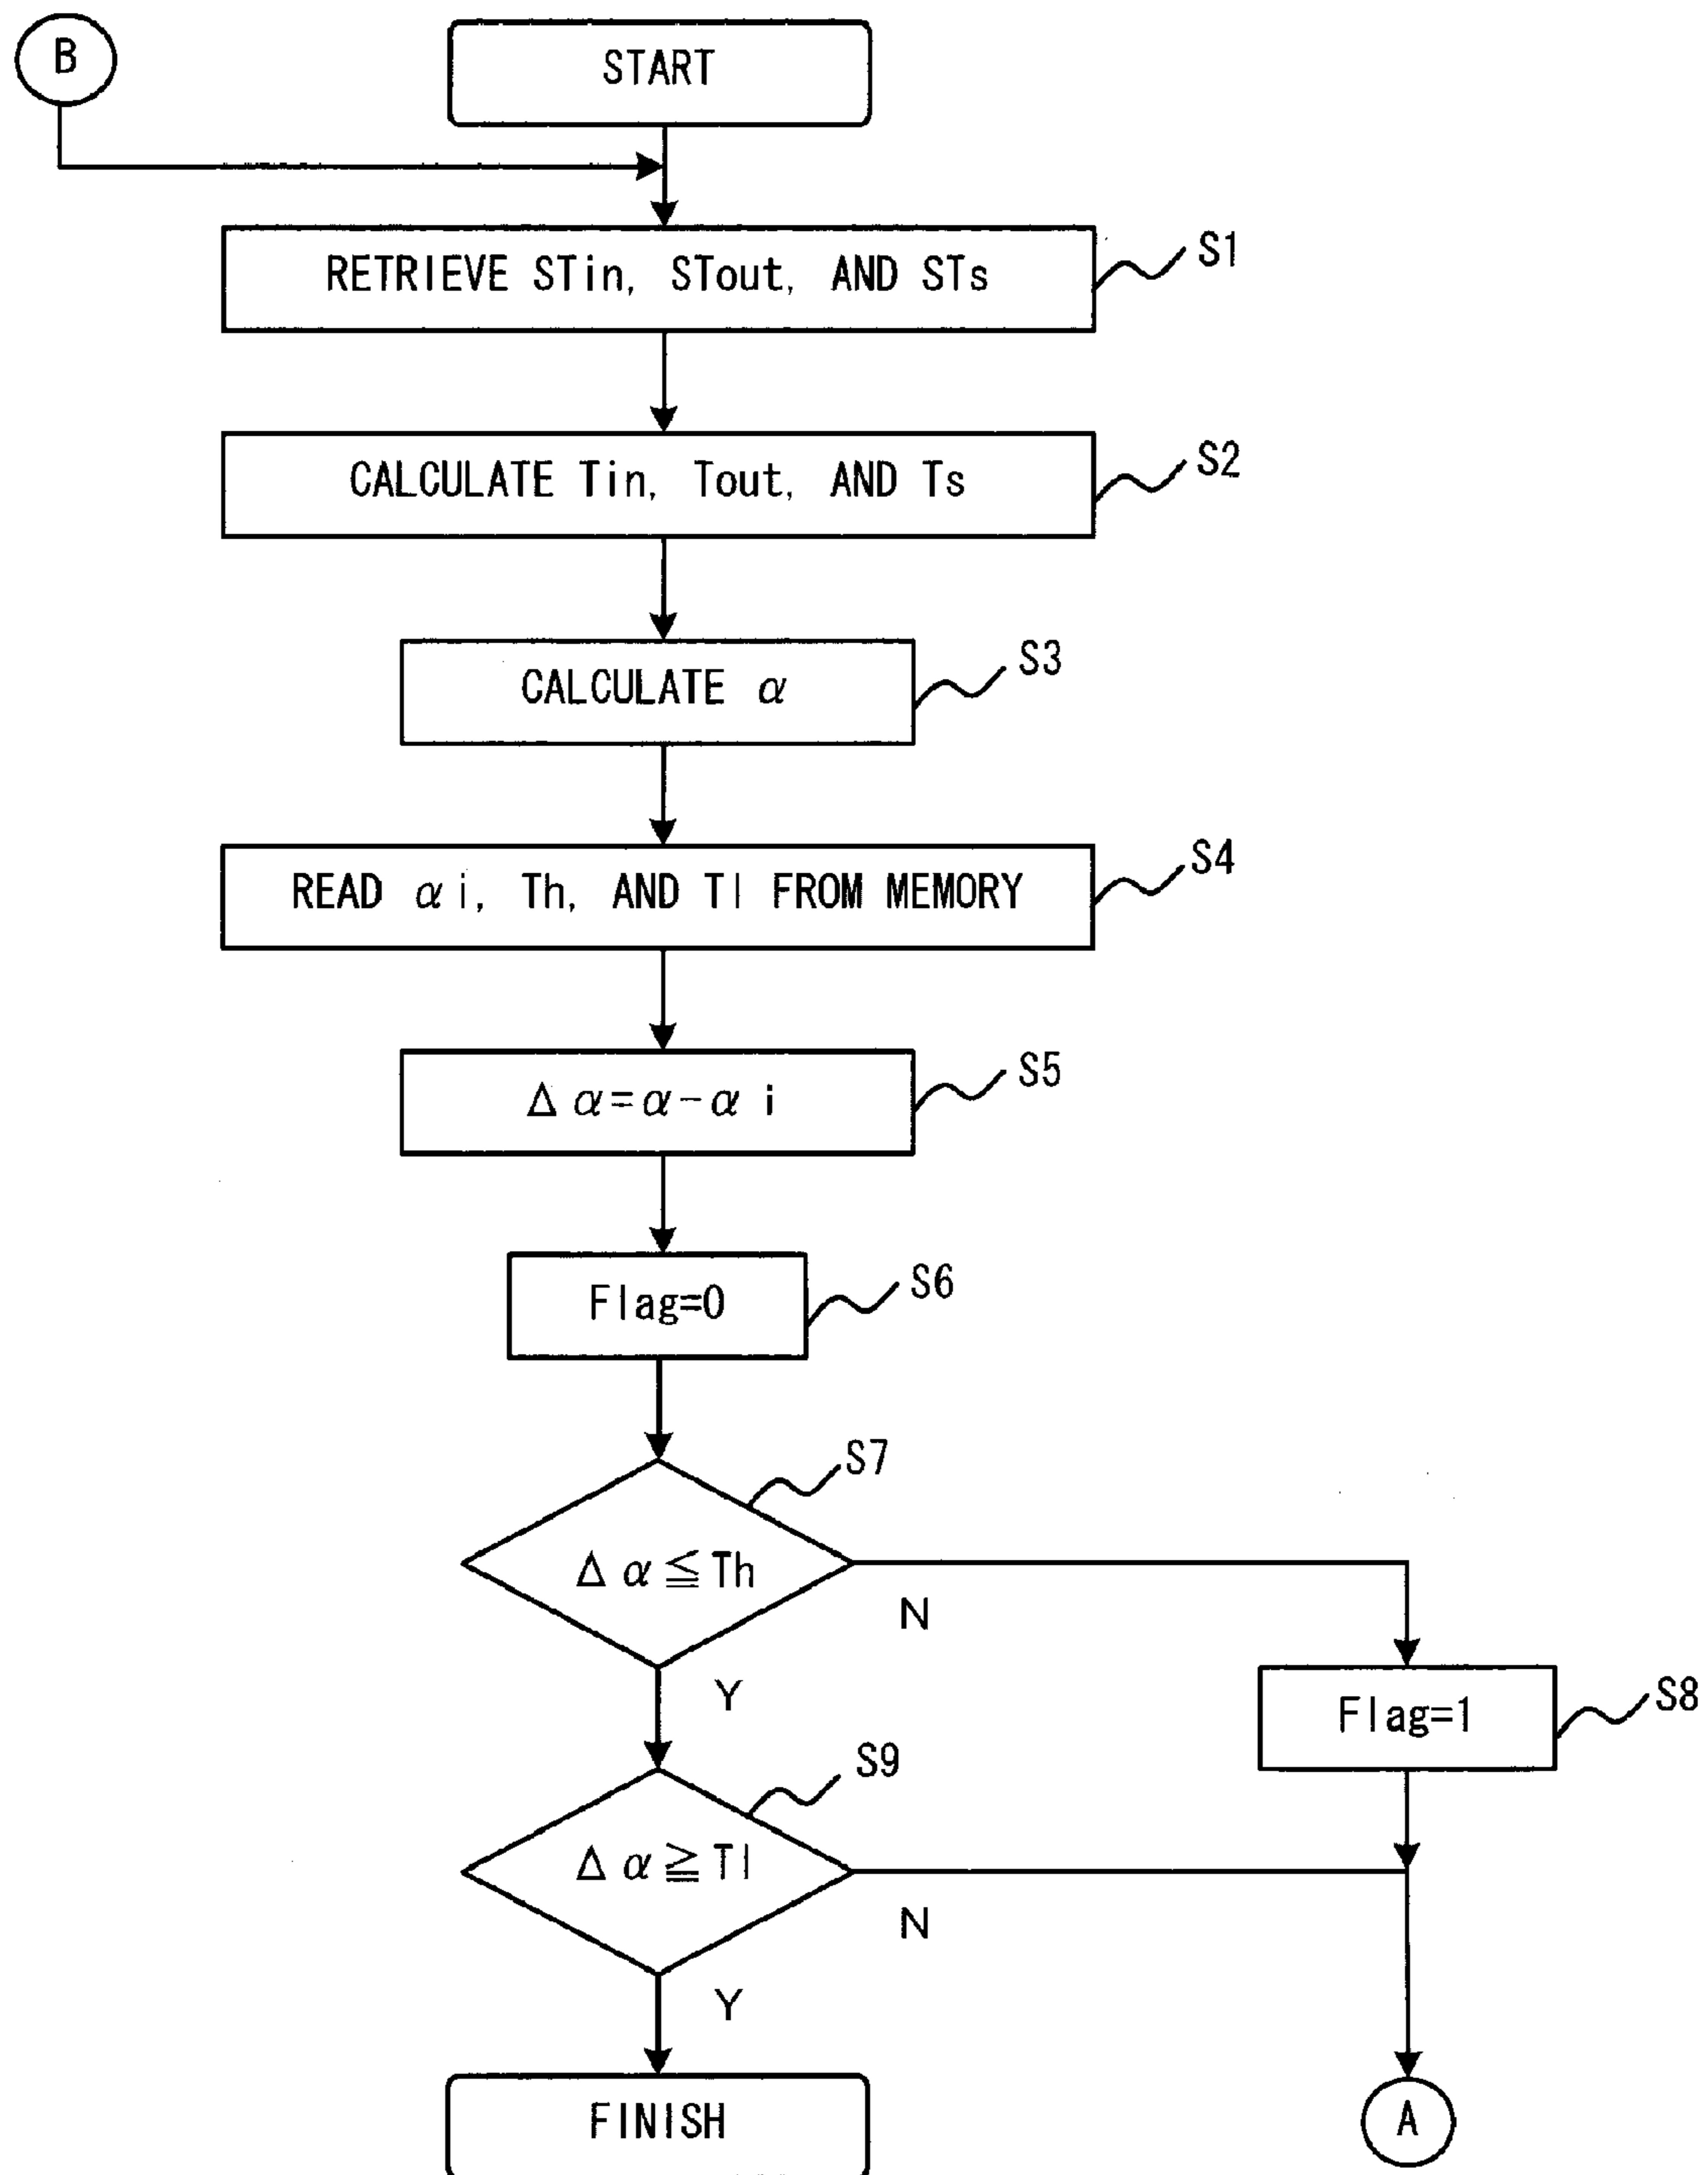 B
START
RETRIEVE STin, STout, AND STs
S1
CALCULATE Tin, Tout, AND Ts
S2
CALCULATE α
S3
READ αi, Th, AND Tl FROM MEMORY
S4
Δα=α-αi
S5
Flag=0
S6
S7
Δα≦Th
N
Y
Flag=1
S8
S9
Δα≧Tl
N
Y
FINISH
A